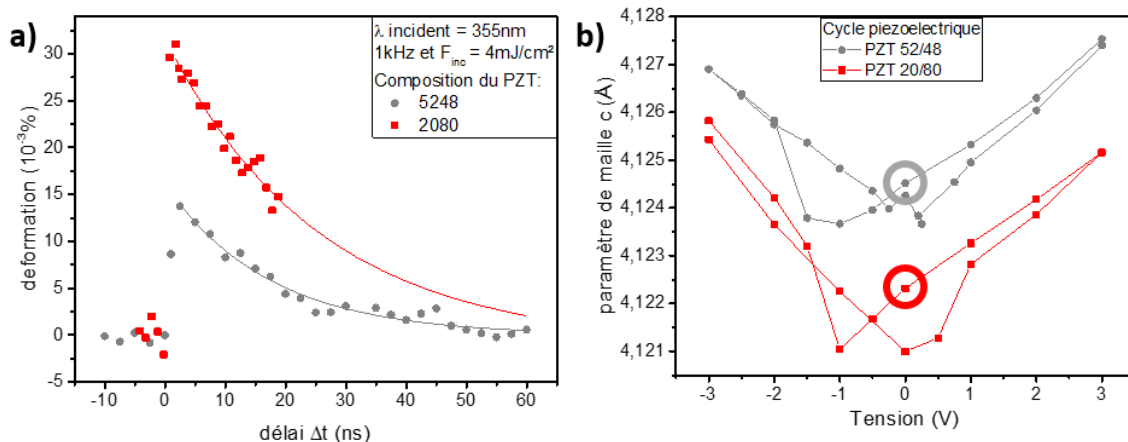 a)
λ incident = 355nm
1kHz et Finc = 4mJ/cm²
Composition du PZT:
5248
2080
deformation (10⁻³%)
30
25
20
15
10
5
0
-5
-10 0 10 20 30 40 50 60
délai Δt (ns)
b)
Cycle piezoelectrique
PZT 52/48
PZT 20/80
paramètre de maille c (Å)
4,128
4,127
4,126
4,125
4,124
4,123
4,122
4,121
-3 -2 -1 0 1 2 3
Tension (V)